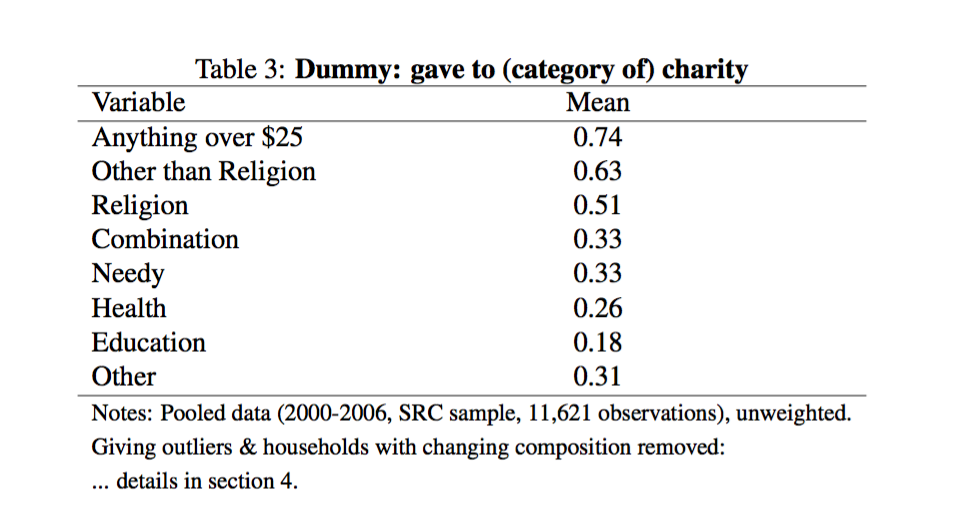 Table 3: Dummy: gave to (category of) charity
Variable Mean
Anything over $25 0.74
Other than Religion 0.63
Religion 0.51
Combination 0.33
Needy 0.33
Health 0.26
Education 0.18
Other 0.31
Notes: Pooled data (2000-2006, SRC sample, 11,621 observations), unweighted.
Giving outliers & households with changing composition removed:
... details in section 4.